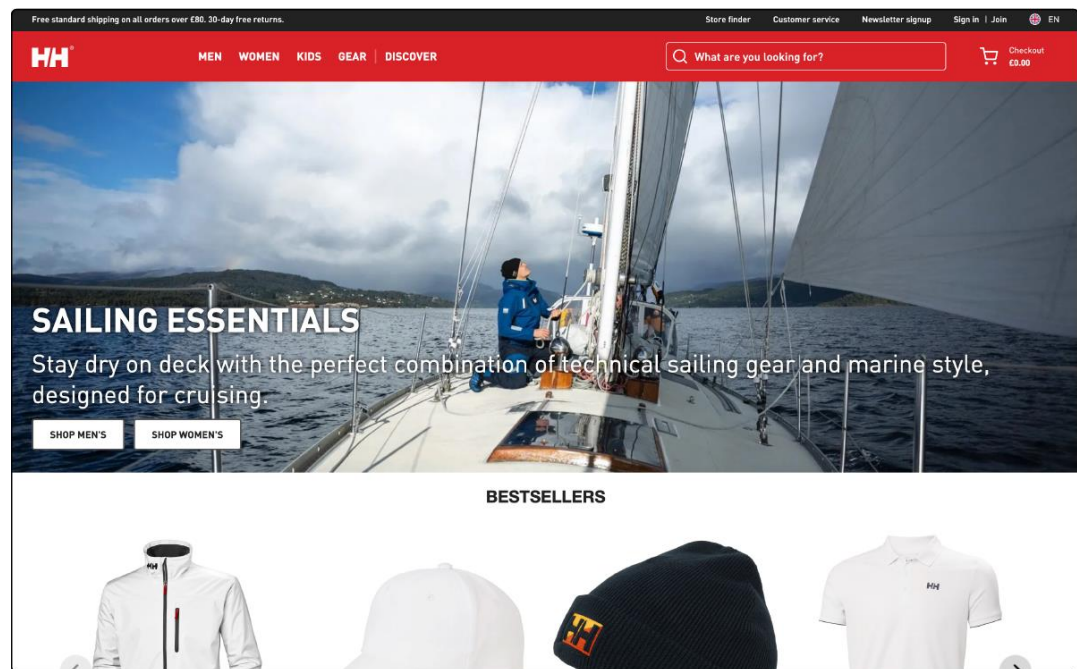 Free standard shipping on all orders over £80. 30-day free returns.
Store finder Customer service Newsletter signup Sign in | Join EN
HH
MEN WOMEN KIDS GEAR | DISCOVER
What are you looking for?
Checkout
£0.00
SAILING ESSENTIALS
Stay dry on deck with the perfect combination of technical sailing gear and marine style,
designed for cruising.
SHOP MEN'S SHOP WOMEN'S
BESTSELLERS
HH
HH
HH